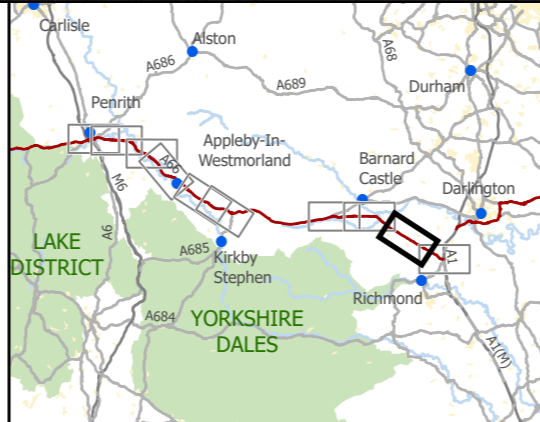 Carlisle
Alston
A68
A686
A689
Durham
Penrith
Appleby-In-
Westmorland
Barnard
Castle
Darlington
A66
M6
A6
LAKE
DISTRICT
A685
Kirkby
Stephen
A1
Richmond
A684
YORKSHIRE
DALES
A1(M)